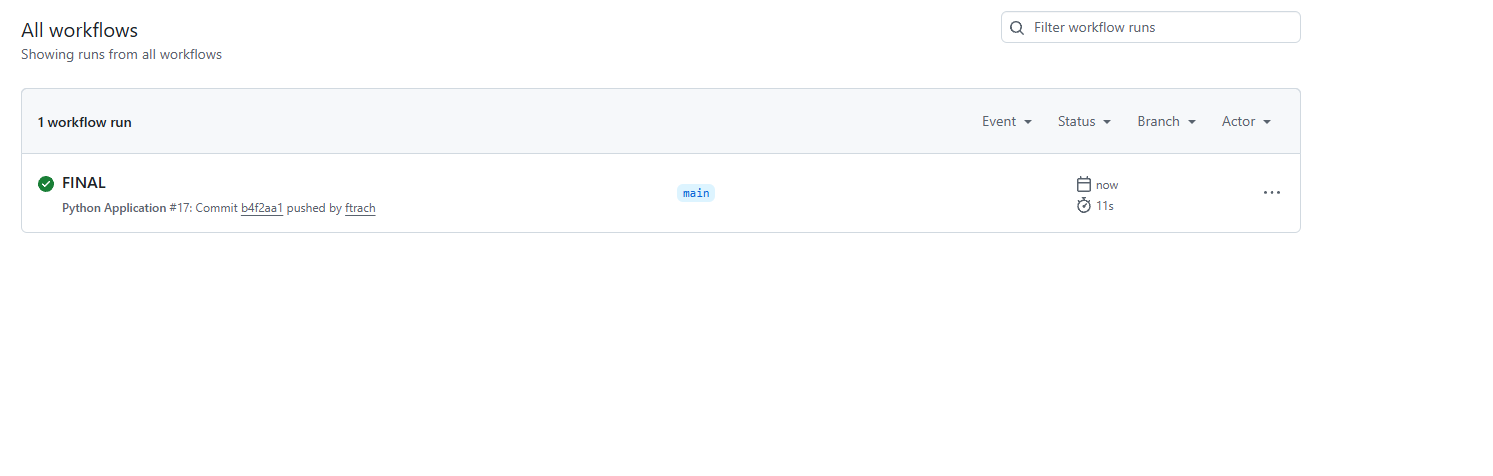 All workflows
Showing runs from all workflows
Filter workflow runs
1 workflow run
Event
Status
Branch
Actor
FINAL
Python Application #17: Commit b4f2aa1 pushed by ftrach
main
now
11s